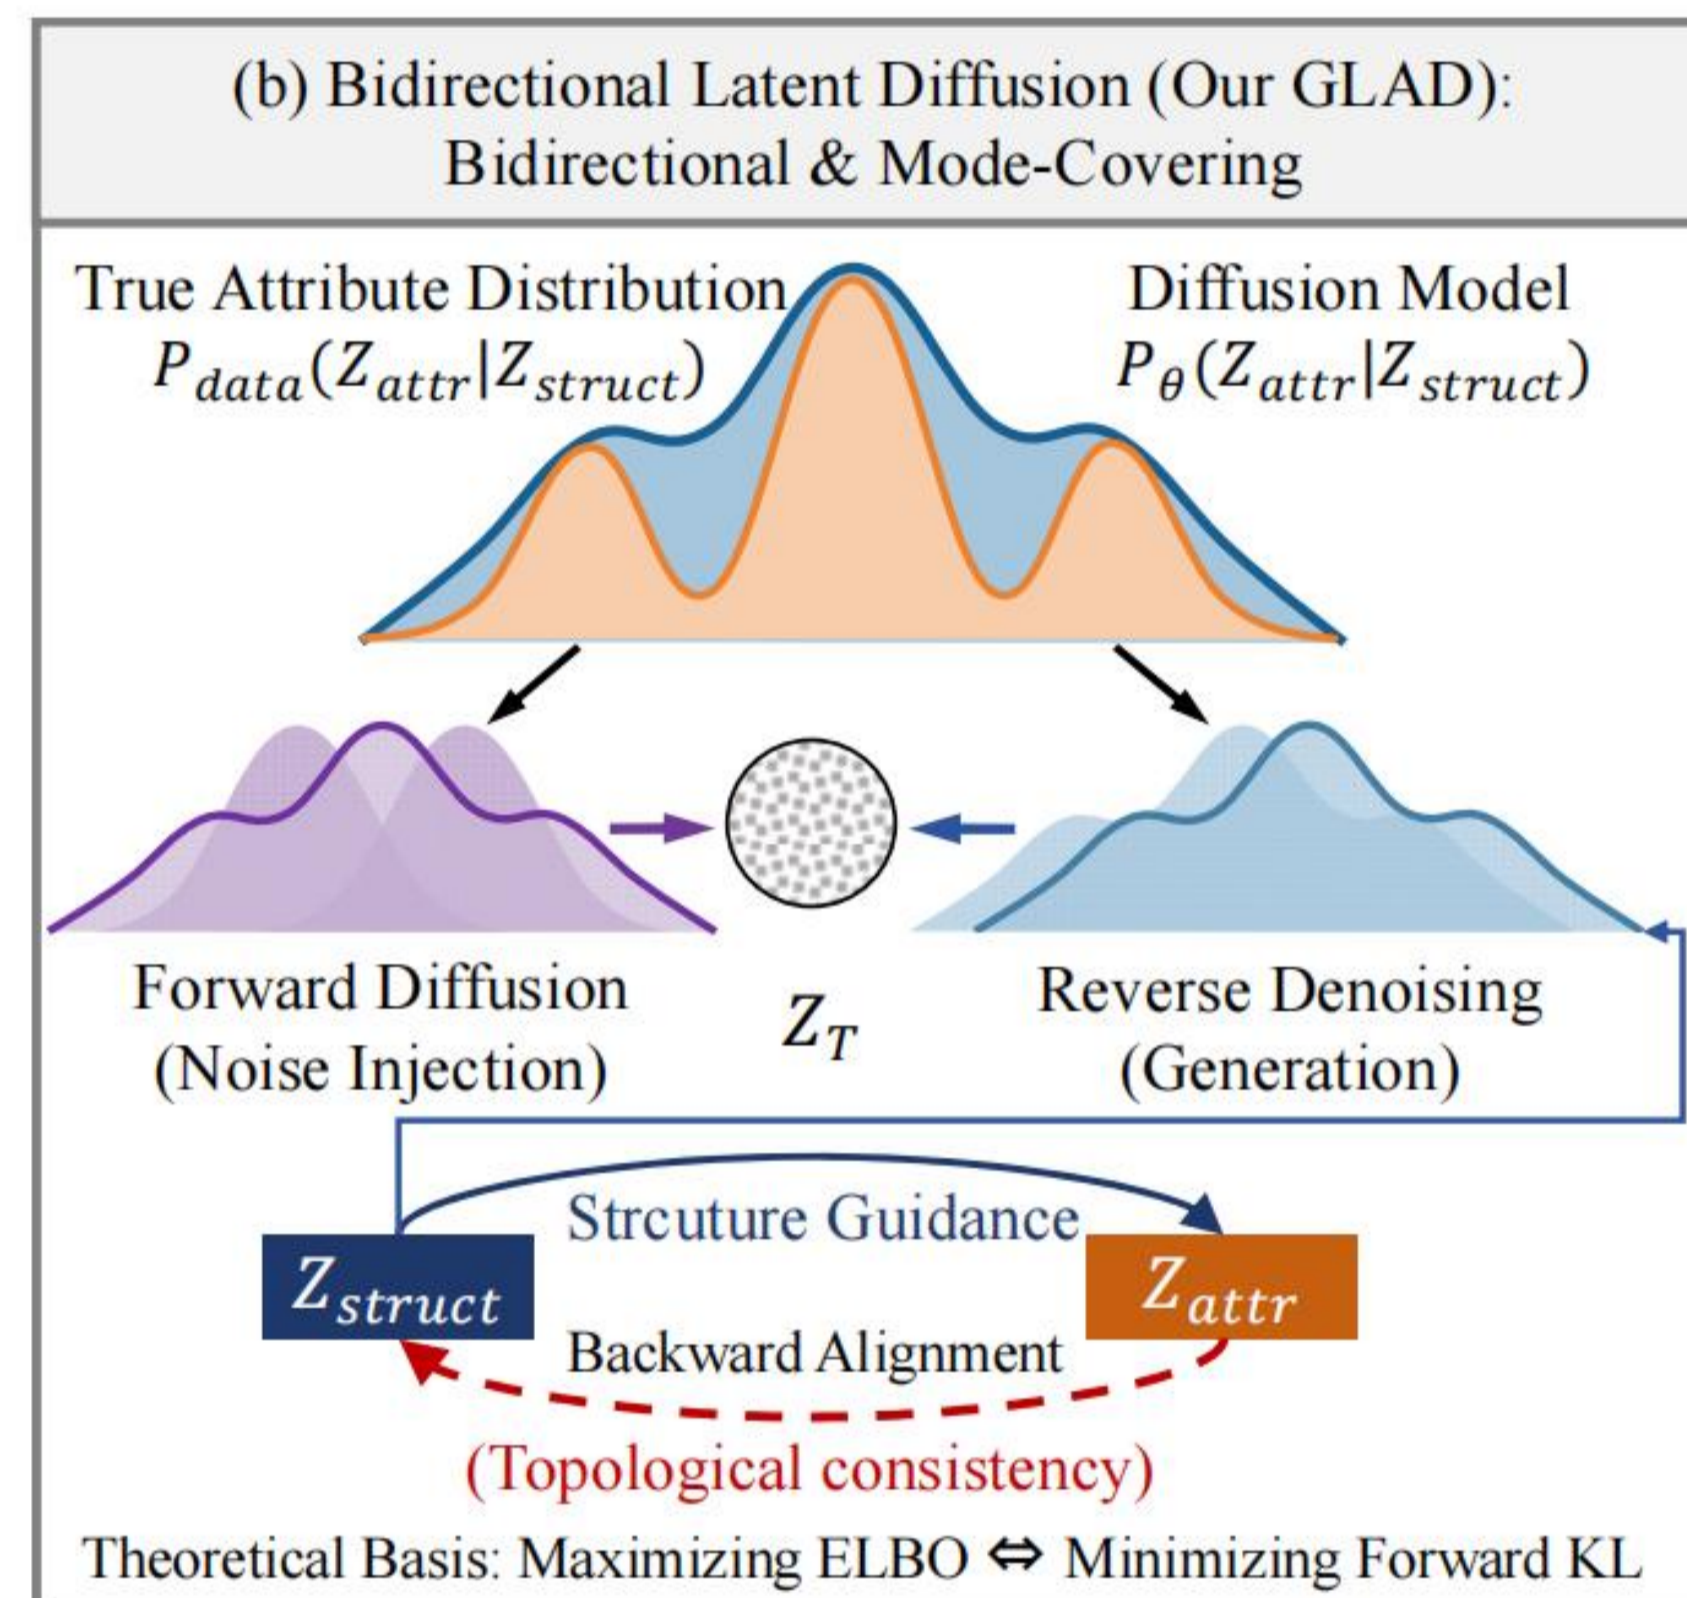 (b) Bidirectional Latent Diffusion (Our GLAD):
Bidirectional & Mode-Covering
True Attribute Distribution
P_data(Z_attr|Z_struct)
Diffusion Model
P_θ(Z_attr|Z_struct)
Forward Diffusion
(Noise Injection)
Z_T
Reverse Denoising
(Generation)
Strcuture Guidance
Z_struct
Z_attr
Backward Alignment
(Topological consistency)
Theoretical Basis: Maximizing ELBO ⇔ Minimizing Forward KL